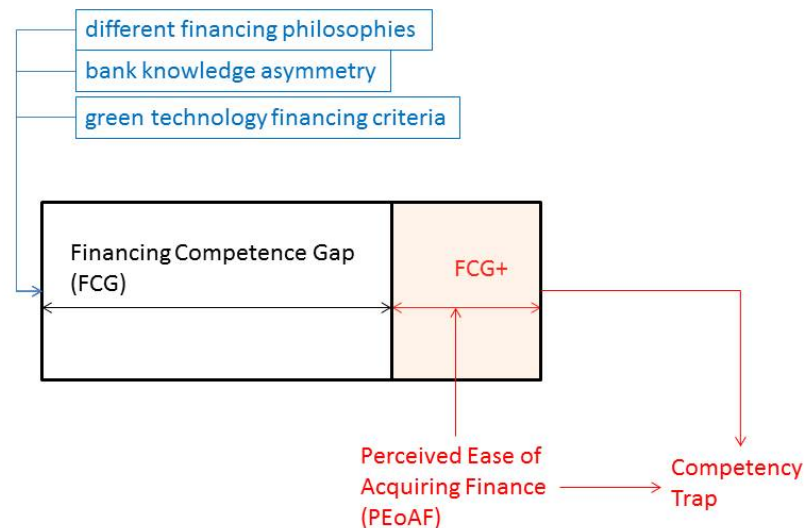 different financing philosophies
bank knowledge asymmetry
green technology financing criteria
Financing Competence Gap
(FCG)
FCG+
Perceived Ease of
Acquiring Finance
(PEoAF)
Competency
Trap